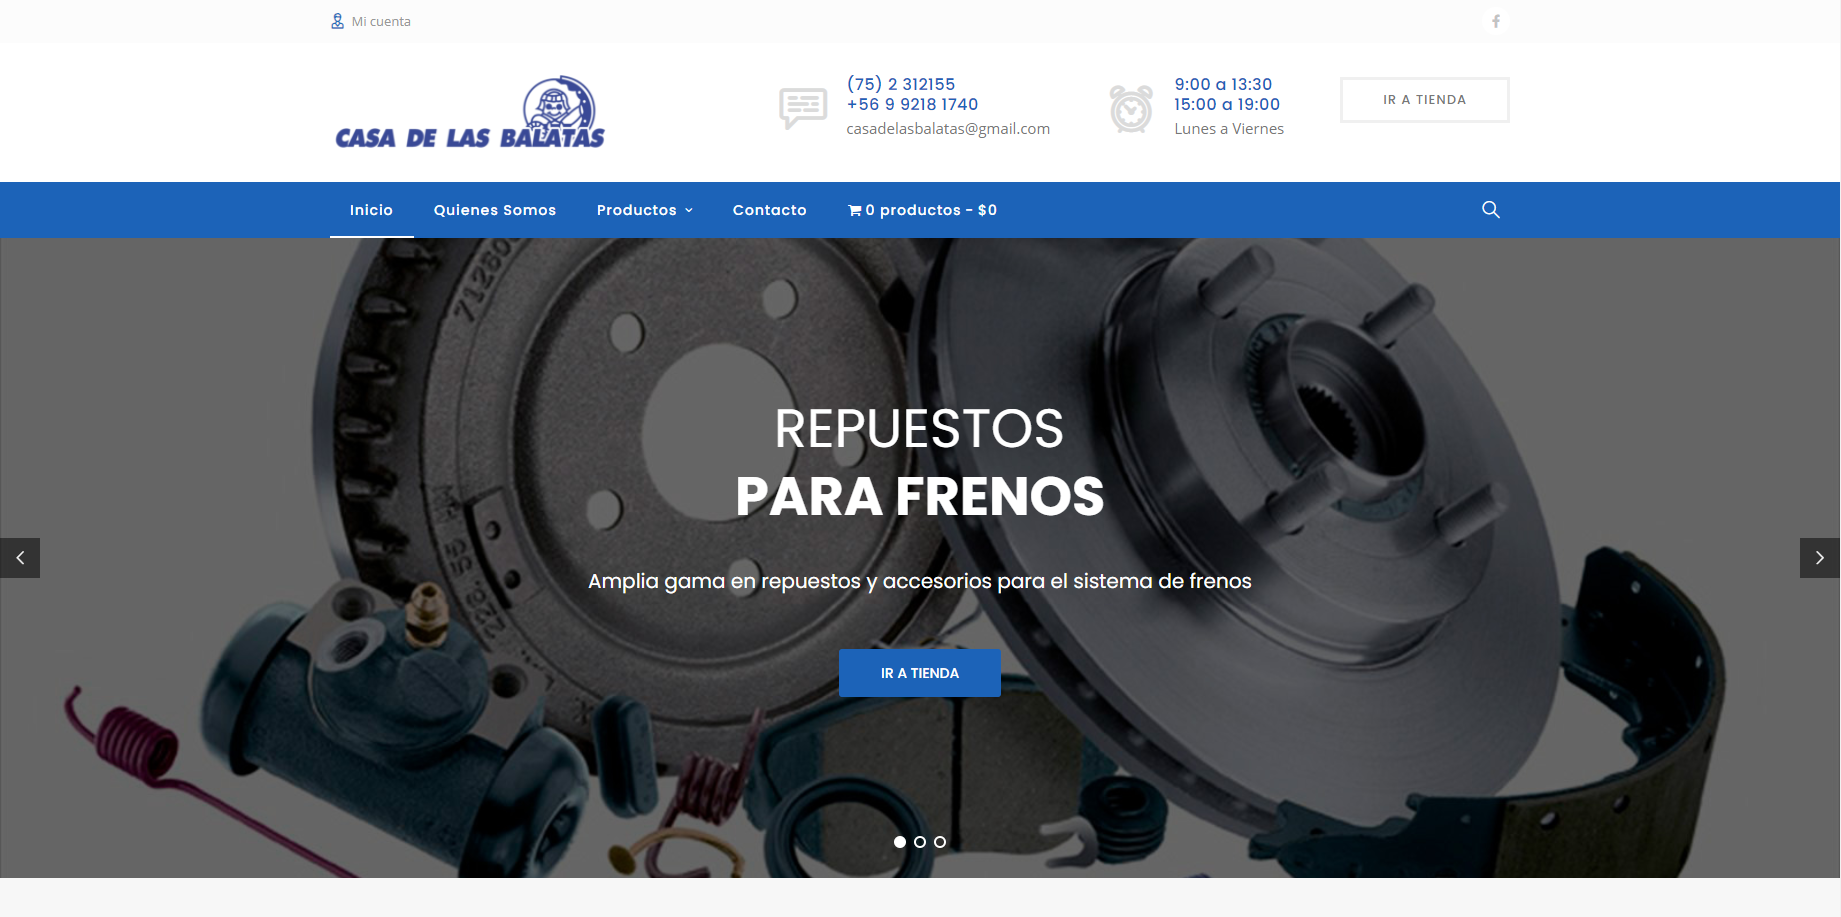 Mi cuenta
CASA DE LAS BALATAS
(75) 2 312155
+56 9 9218 1740
casadelasbalatas@gmail.com
9:00 a 13:30
15:00 a 19:00
Lunes a Viernes
IR A TIENDA
Inicio
Quienes Somos
Productos
Contacto
0 productos - $0
REPUESTOS
PARA FRENOS
Amplia gama en repuestos y accesorios para el sistema de frenos
IR A TIENDA